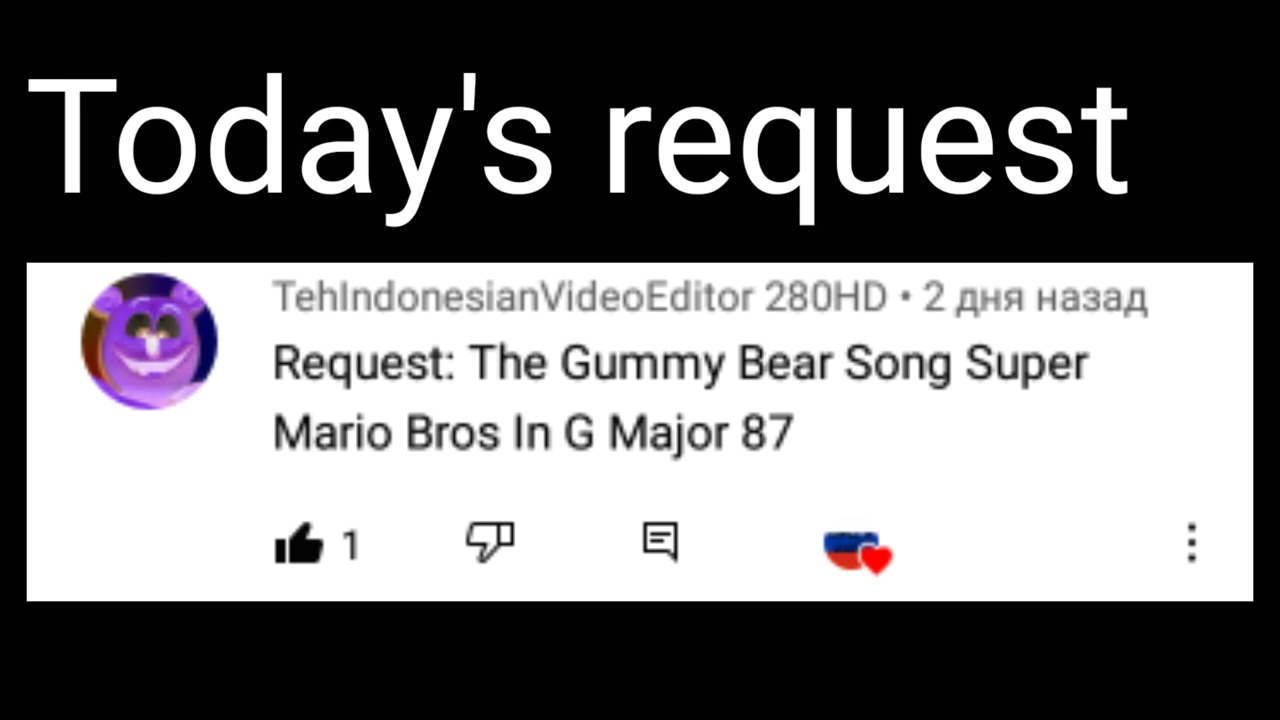 Today's request
TehIndonesianVideoEditor 280HD • 2 дня назад
Request: The Gummy Bear Song Super
Mario Bros In G Major 87
1